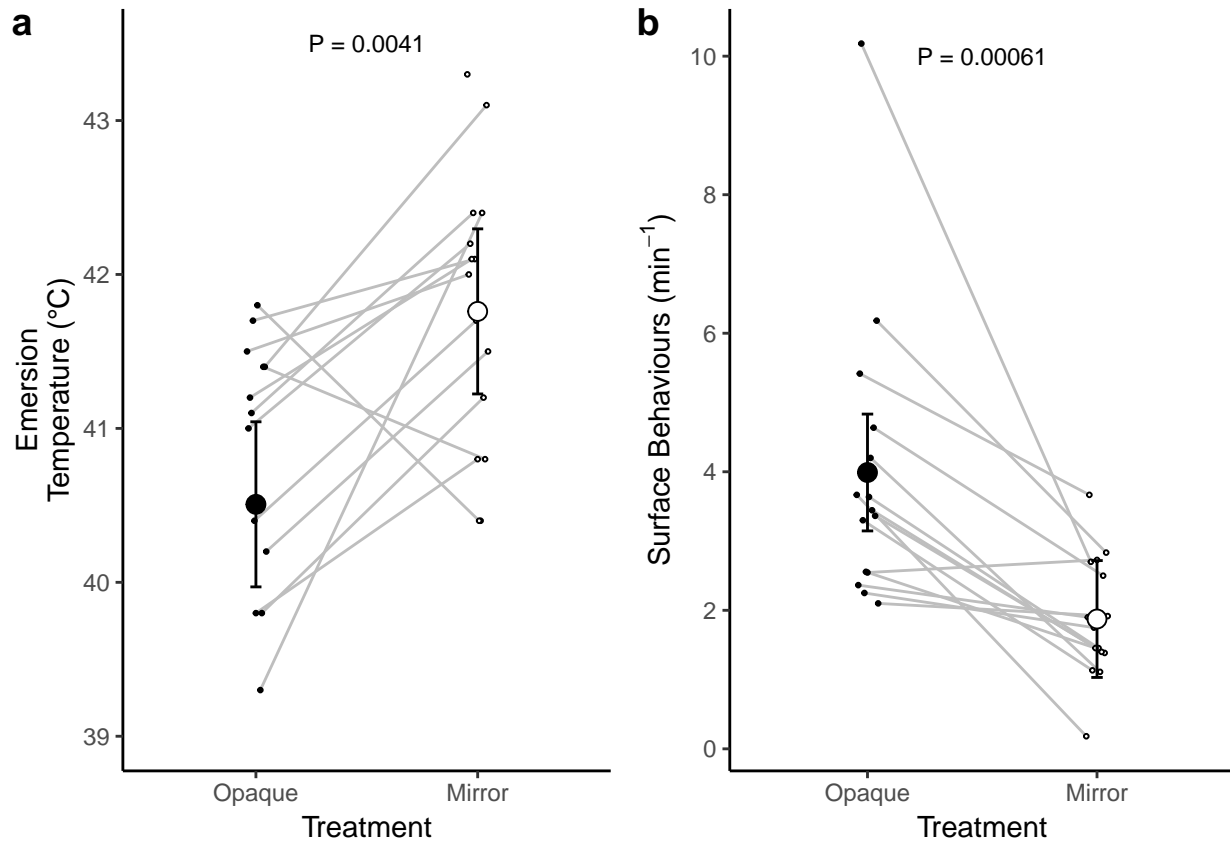 a
P = 0.0041
43
42
41
40
39
Emersion
Temperature (°C)
Opaque
Mirror
Treatment
b
P = 0.00061
10
8
6
4
2
0
Surface Behaviours (min⁻¹)
Opaque
Mirror
Treatment